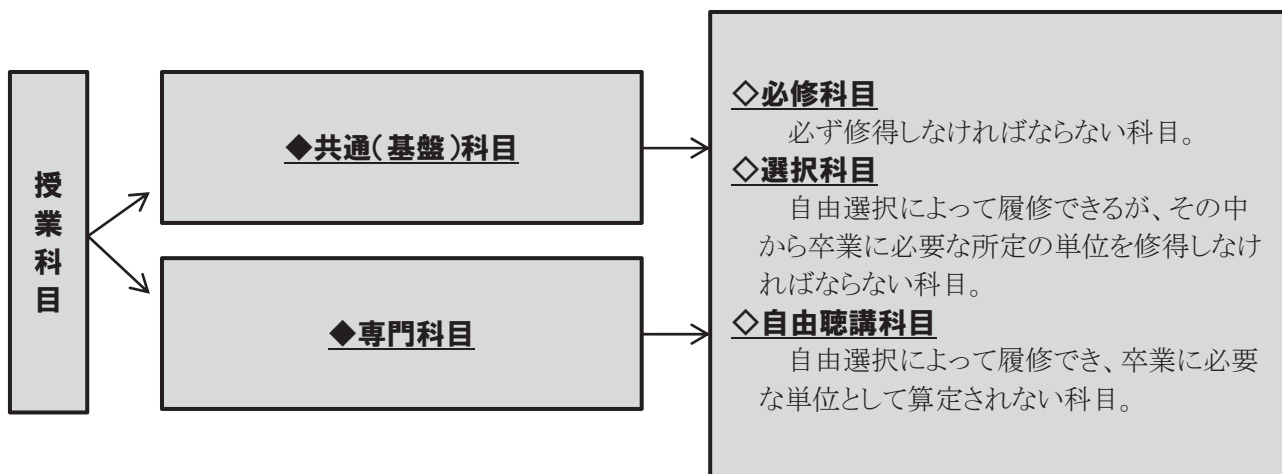 授業科目
◆共通(基盤)科目
◆専門科目
◇必修科目
必ず修得しなければならない科目。
◇選択科目
自由選択によって履修できるが、その中
から卒業に必要な所定の単位を修得しなけ
ればならない科目。
◇自由聴講科目
自由選択によって履修でき、卒業に必要
な単位として算定されない科目。